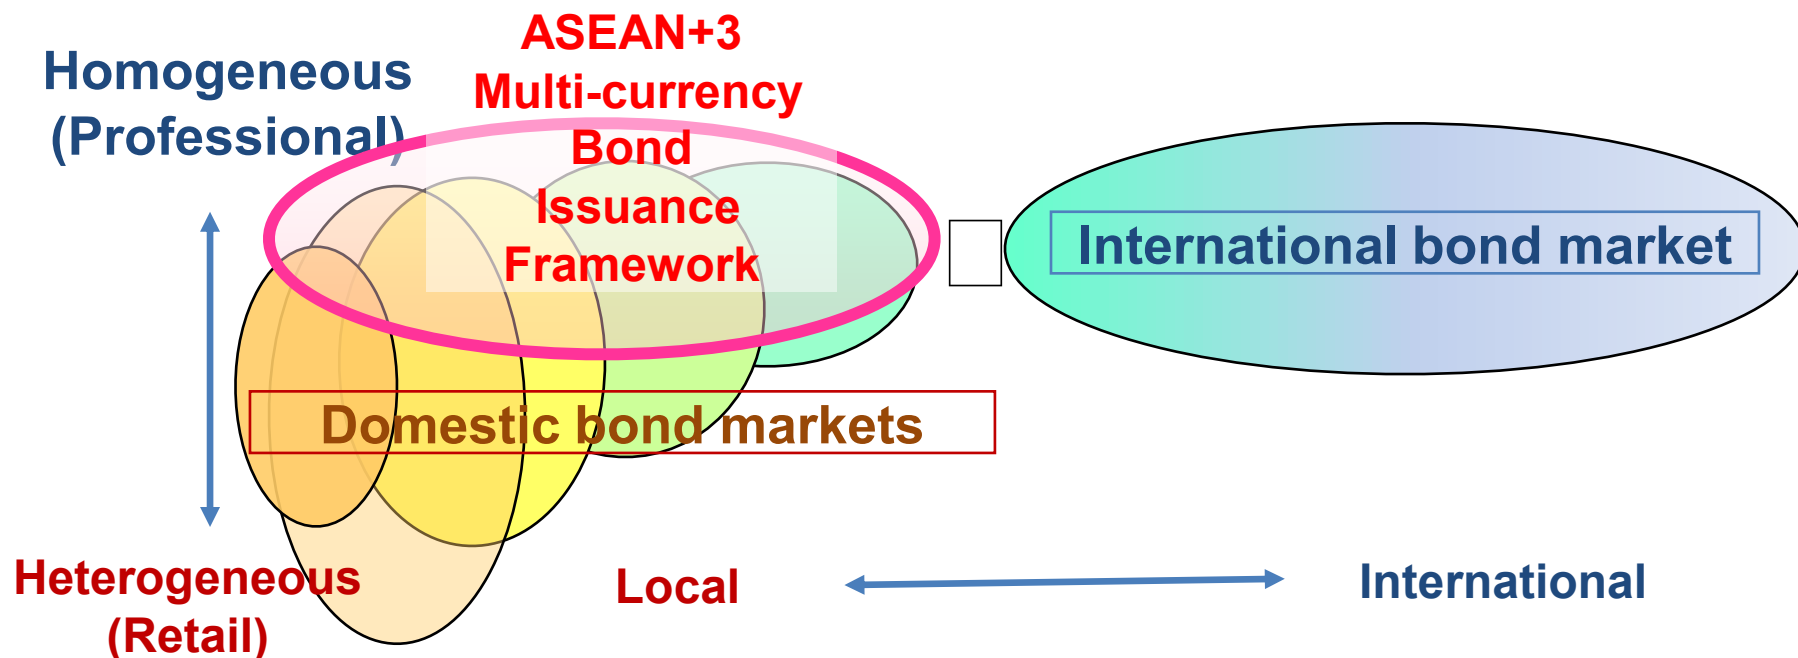 ASEAN+3
Multi-currency
Bond
Issuance
Framework
Homogeneous
(Professional)
International bond market
Domestic bond markets
Heterogeneous
(Retail)
Local
International